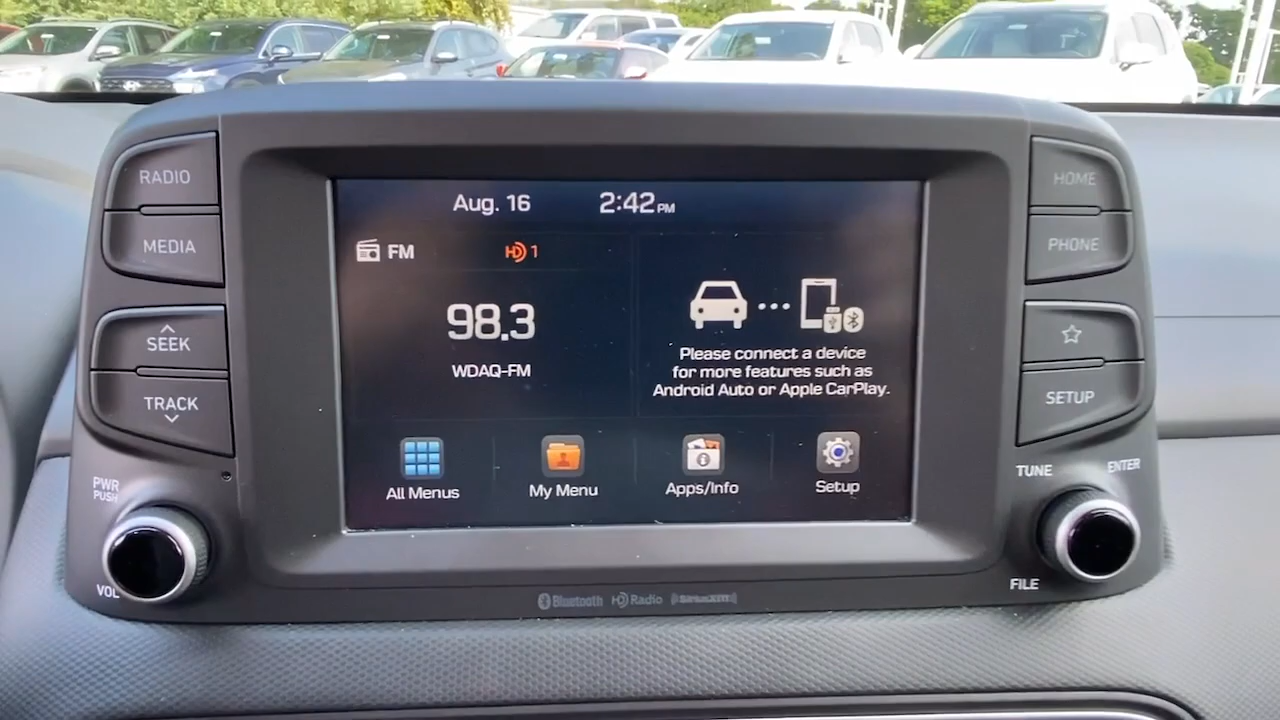 RADIO
MEDIA
SEEK
TRACK
PWR
PUSH
VOL
Aug. 16 2:42 PM
FM HD 1
98.3
WDAQ-FM
Please connect a device
for more features such as
Android Auto or Apple CarPlay.
All Menus My Menu Apps/Info Setup
Bluetooth HD Radio SiriusXM
HOME
PHONE
SETUP
TUNE ENTER
FILE